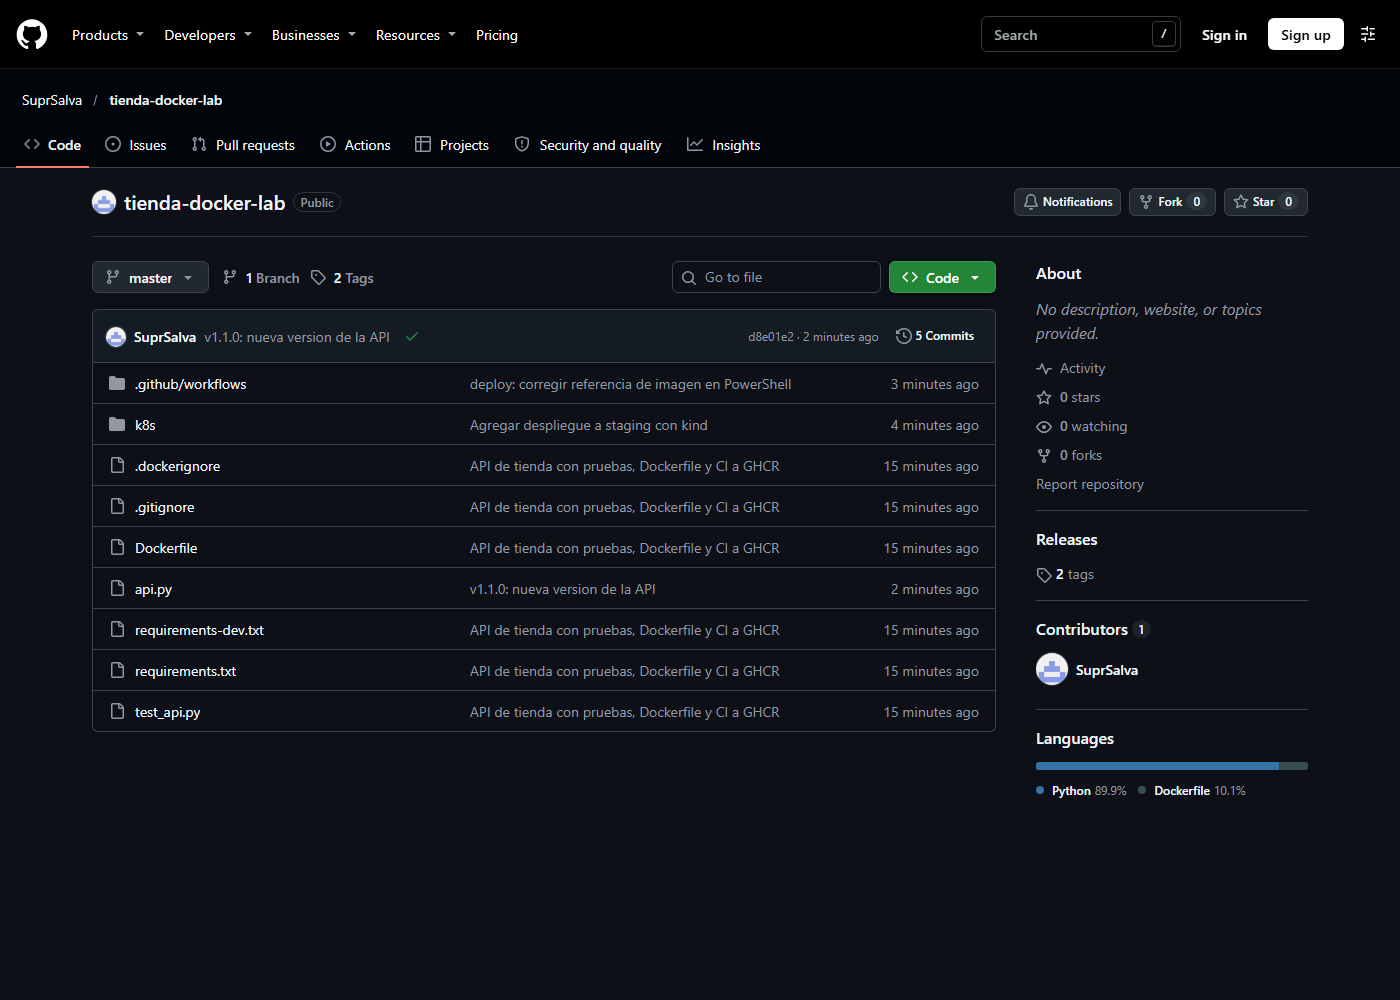 Products Developers Businesses Resources Pricing Search / Sign in Sign up
SuprSalva / tienda-docker-lab
Code Issues Pull requests Actions Projects Security and quality Insights
tienda-docker-lab Public Notifications Fork 0 Star 0
master 1 Branch 2 Tags Go to file Code
SuprSalva v1.1.0: nueva version de la API d8e01e2 · 2 minutes ago 5 Commits
.github/workflows deploy: corregir referencia de imagen en PowerShell 3 minutes ago
k8s Agregar despliegue a staging con kind 4 minutes ago
.dockerignore API de tienda con pruebas, Dockerfile y CI a GHCR 15 minutes ago
.gitignore API de tienda con pruebas, Dockerfile y CI a GHCR 15 minutes ago
Dockerfile API de tienda con pruebas, Dockerfile y CI a GHCR 15 minutes ago
api.py v1.1.0: nueva version de la API 2 minutes ago
requirements-dev.txt API de tienda con pruebas, Dockerfile y CI a GHCR 15 minutes ago
requirements.txt API de tienda con pruebas, Dockerfile y CI a GHCR 15 minutes ago
test_api.py API de tienda con pruebas, Dockerfile y CI a GHCR 15 minutes ago
About
No description, website, or topics
provided.
Activity
0 stars
0 watching
0 forks
Report repository
Releases
2 tags
Contributors 1
SuprSalva
Languages
Python 89.9% Dockerfile 10.1%